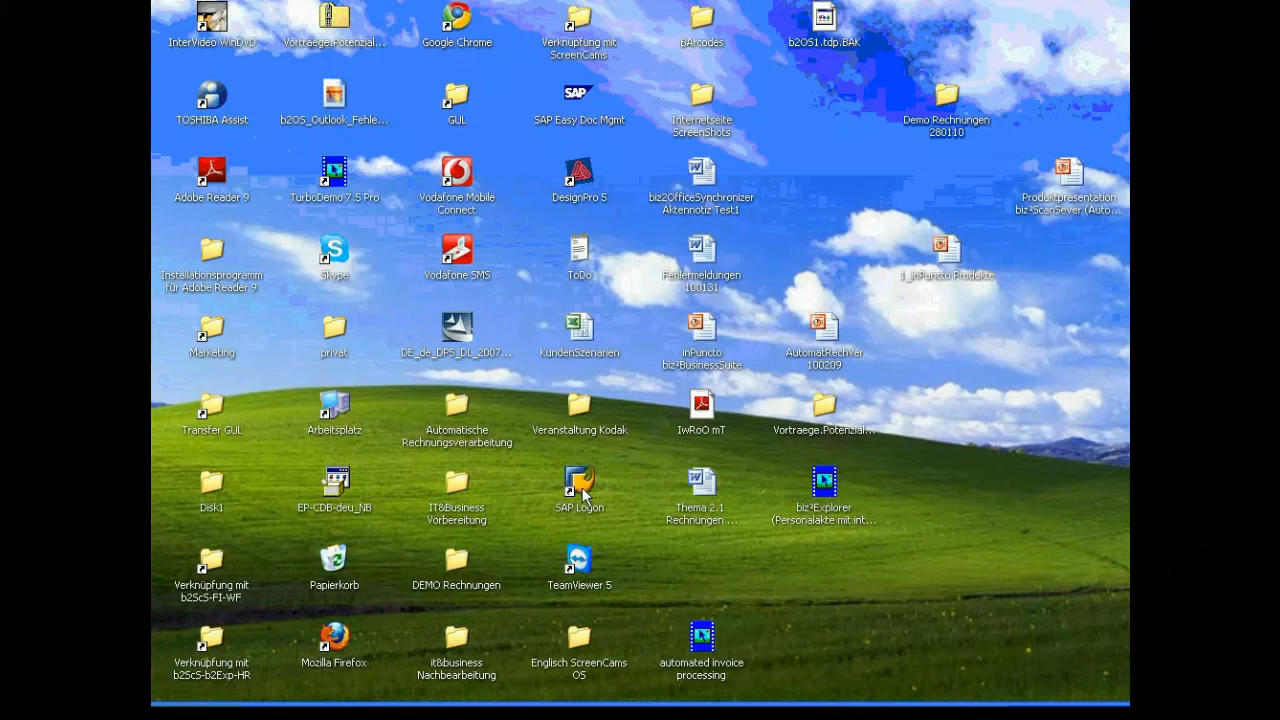 InterVideo WinDVD
Vortraege.Potenzial...
Google Chrome
Verknüpfung mit
ScreenCams
BArcodes
b2OS1.tdp.BAK
TOSHIBA Assist
b2OS_Outlook_Fehle...
GUL
SAP
SAP Easy Doc Mgmt
Internetseite
ScreenShots
Demo Rechnungen
280110
Adobe Reader 9
TurboDemo 7.5 Pro
Vodafone Mobile
Connect
DesignPro 5
biz2OfficeSynchronizer
Aktennotiz Test1
Produktpräsentation
biz²ScanSever (Auto...
Installationsprogramm
für Adobe Reader 9
Skype
Vodafone SMS
ToDo
Fehlermeldungen
100131
1_inPuncto Produkte
Marketing
privat
DE_de_DPS_DL_2007...
KundenSzenarien
inPuncto
biz²BusinessSuite
AutomatRechVer
100209
Transfer GUL
Arbeitsplatz
Automatische
Rechnungsverarbeitung
Veranstaltung Kodak
IwRoO mT
Vortraege.Potenzial...
Disk1
EP-CDB-deu_NB
IT&Business
Vorbereitung
SAP Logon
Thema 2.1
Rechnungen ...
biz²Explorer
(Personalakte mit int...
Verknüpfung mit
b2ScS-FI-WF
Papierkorb
DEMO Rechnungen
TeamViewer 5
Verknüpfung mit
b2ScS-b2Exp-HR
Mozilla Firefox
it&business
Nachbearbeitung
Englisch ScreenCams
OS
automated invoice
processing